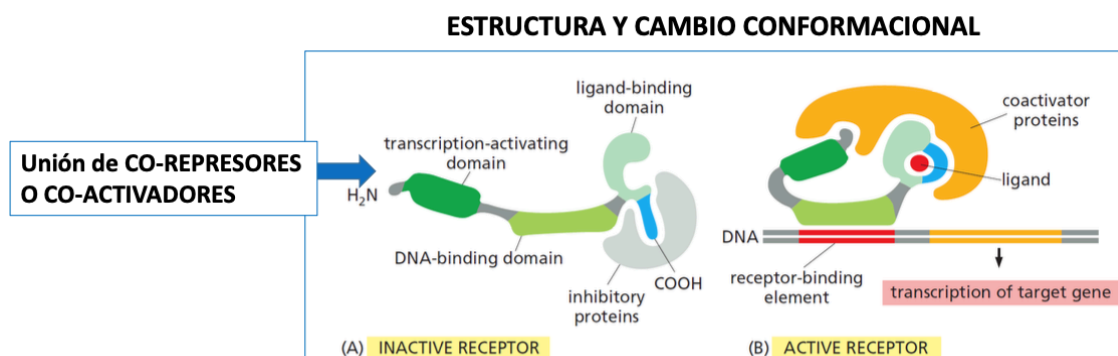 ESTRUCTURA Y CAMBIO CONFORMACIONAL
Unión de CO-REPRESORES
O CO-ACTIVADORES
ligand-binding
domain
transcription-activating
domain
H₂N
DNA-binding domain
COOH
inhibitory
proteins
(A) INACTIVE RECEPTOR
coactivator
proteins
ligand
DNA
receptor-binding
element
transcription of target gene
(B) ACTIVE RECEPTOR